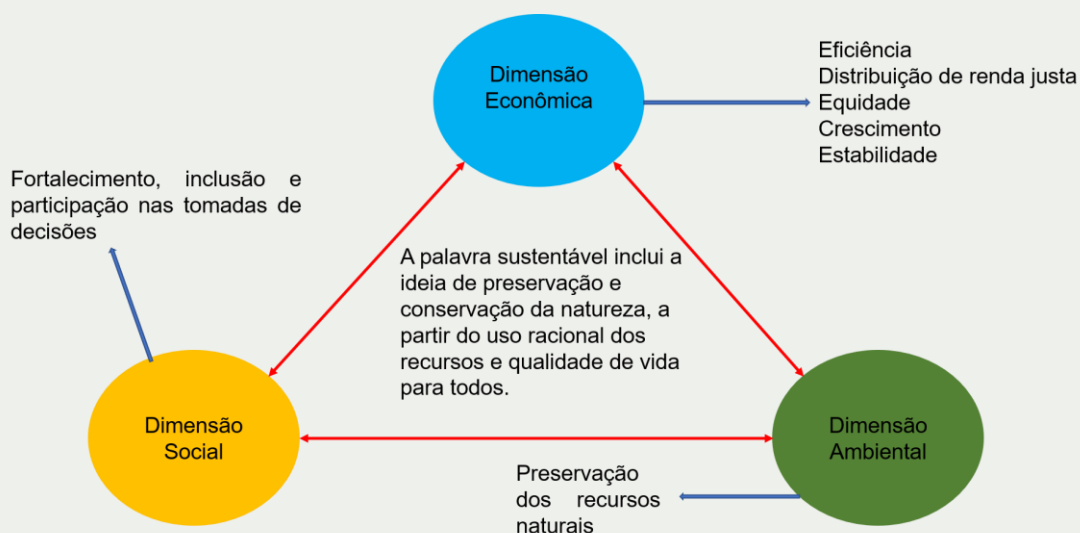 Dimensão
Econômica
Eficiência
Distribuição de renda justa
Equidade
Crescimento
Estabilidade
Fortalecimento, inclusão e
participação nas tomadas de
decisões
A palavra sustentável inclui a
ideia de preservação e
conservação da natureza, a
partir do uso racional dos
recursos e qualidade de vida
para todos.
Dimensão
Social
Dimensão
Ambiental
Preservação
dos recursos
naturais